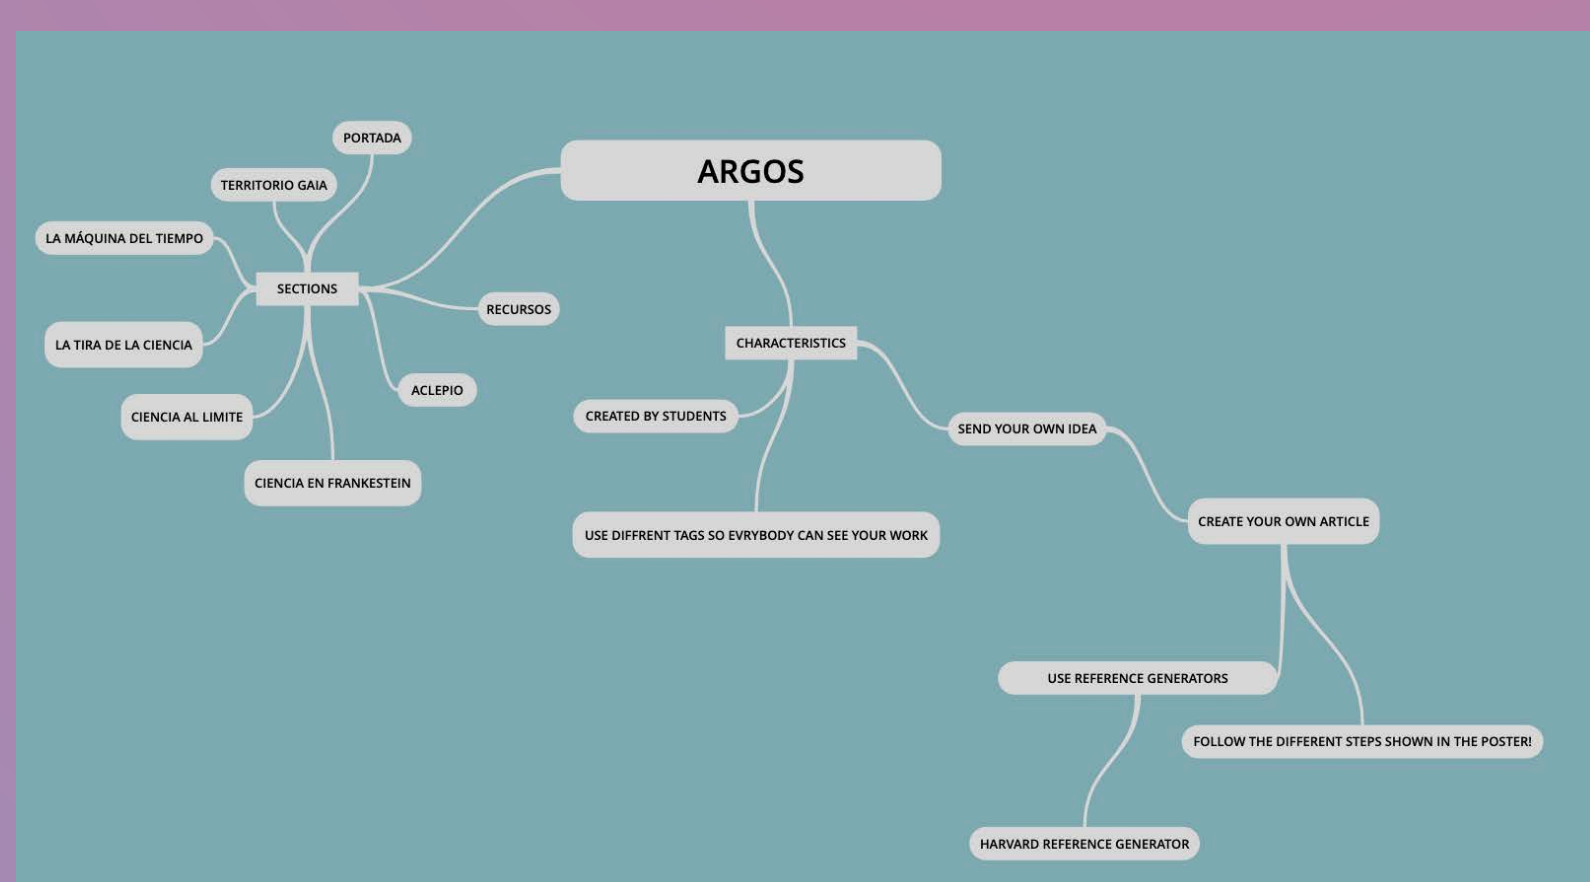 ARGOS
SECTIONS
PORTADA
TERRITORIO GAIA
LA MÁQUINA DEL TIEMPO
LA TIRA DE LA CIENCIA
CIENCIA AL LIMITE
CIENCIA EN FRANKESTEIN
ACLEPIO
RECURSOS
CHARACTERISTICS
CREATED BY STUDENTS
USE DIFFRENT TAGS SO EVRYBODY CAN SEE YOUR WORK
SEND YOUR OWN IDEA
CREATE YOUR OWN ARTICLE
USE REFERENCE GENERATORS
HARVARD REFERENCE GENERATOR
FOLLOW THE DIFFERENT STEPS SHOWN IN THE POSTER!